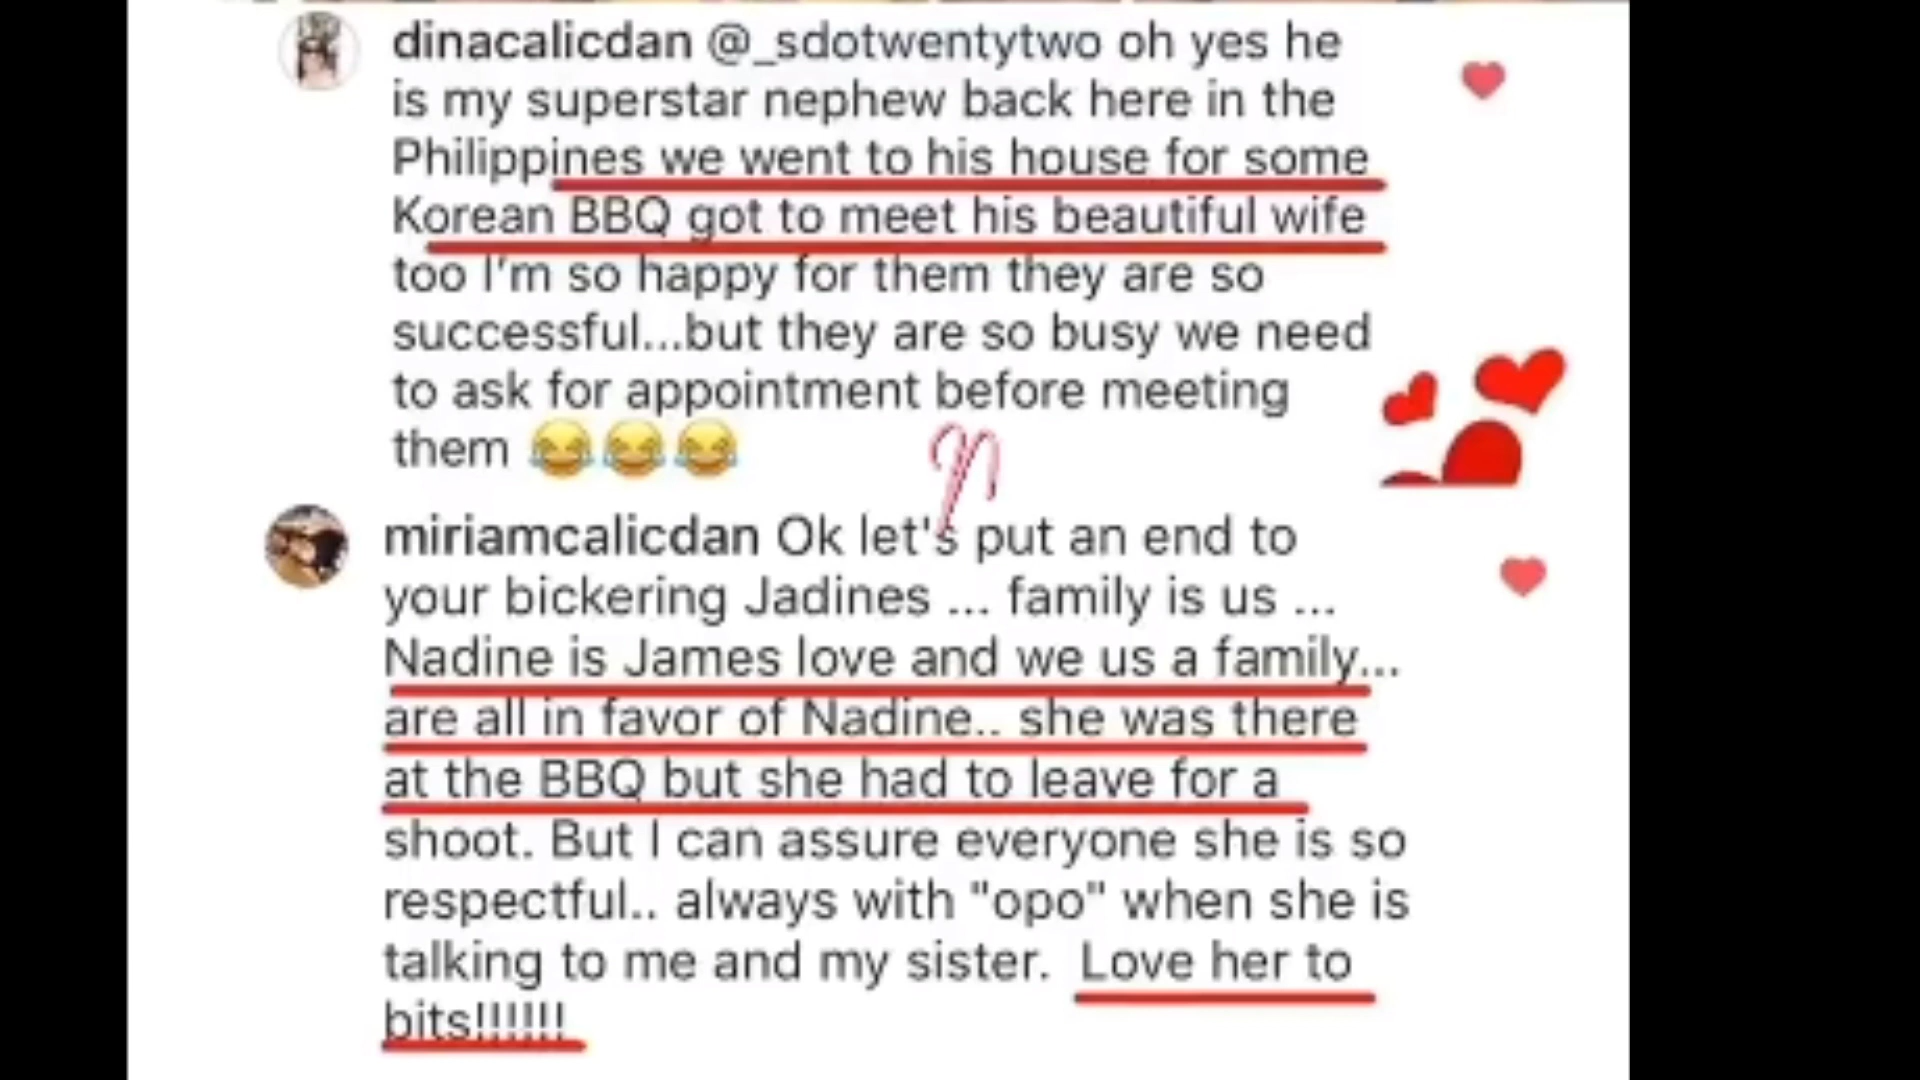 dinacalicdan @_sdotwentytwo oh yes he
is my superstar nephew back here in the
Philippines we went to his house for some
Korean BBQ got to meet his beautiful wife
too I'm so happy for them they are so
successful...but they are so busy we need
to ask for appointment before meeting
them 😂😂😂
n
miriamcalicdan Ok let's put an end to
your bickering Jadines ... family is us ...
Nadine is James love and we us a family...
are all in favor of Nadine.. she was there
at the BBQ but she had to leave for a
shoot. But I can assure everyone she is so
respectful.. always with "opo" when she is
talking to me and my sister. Love her to
bits!!!!!!